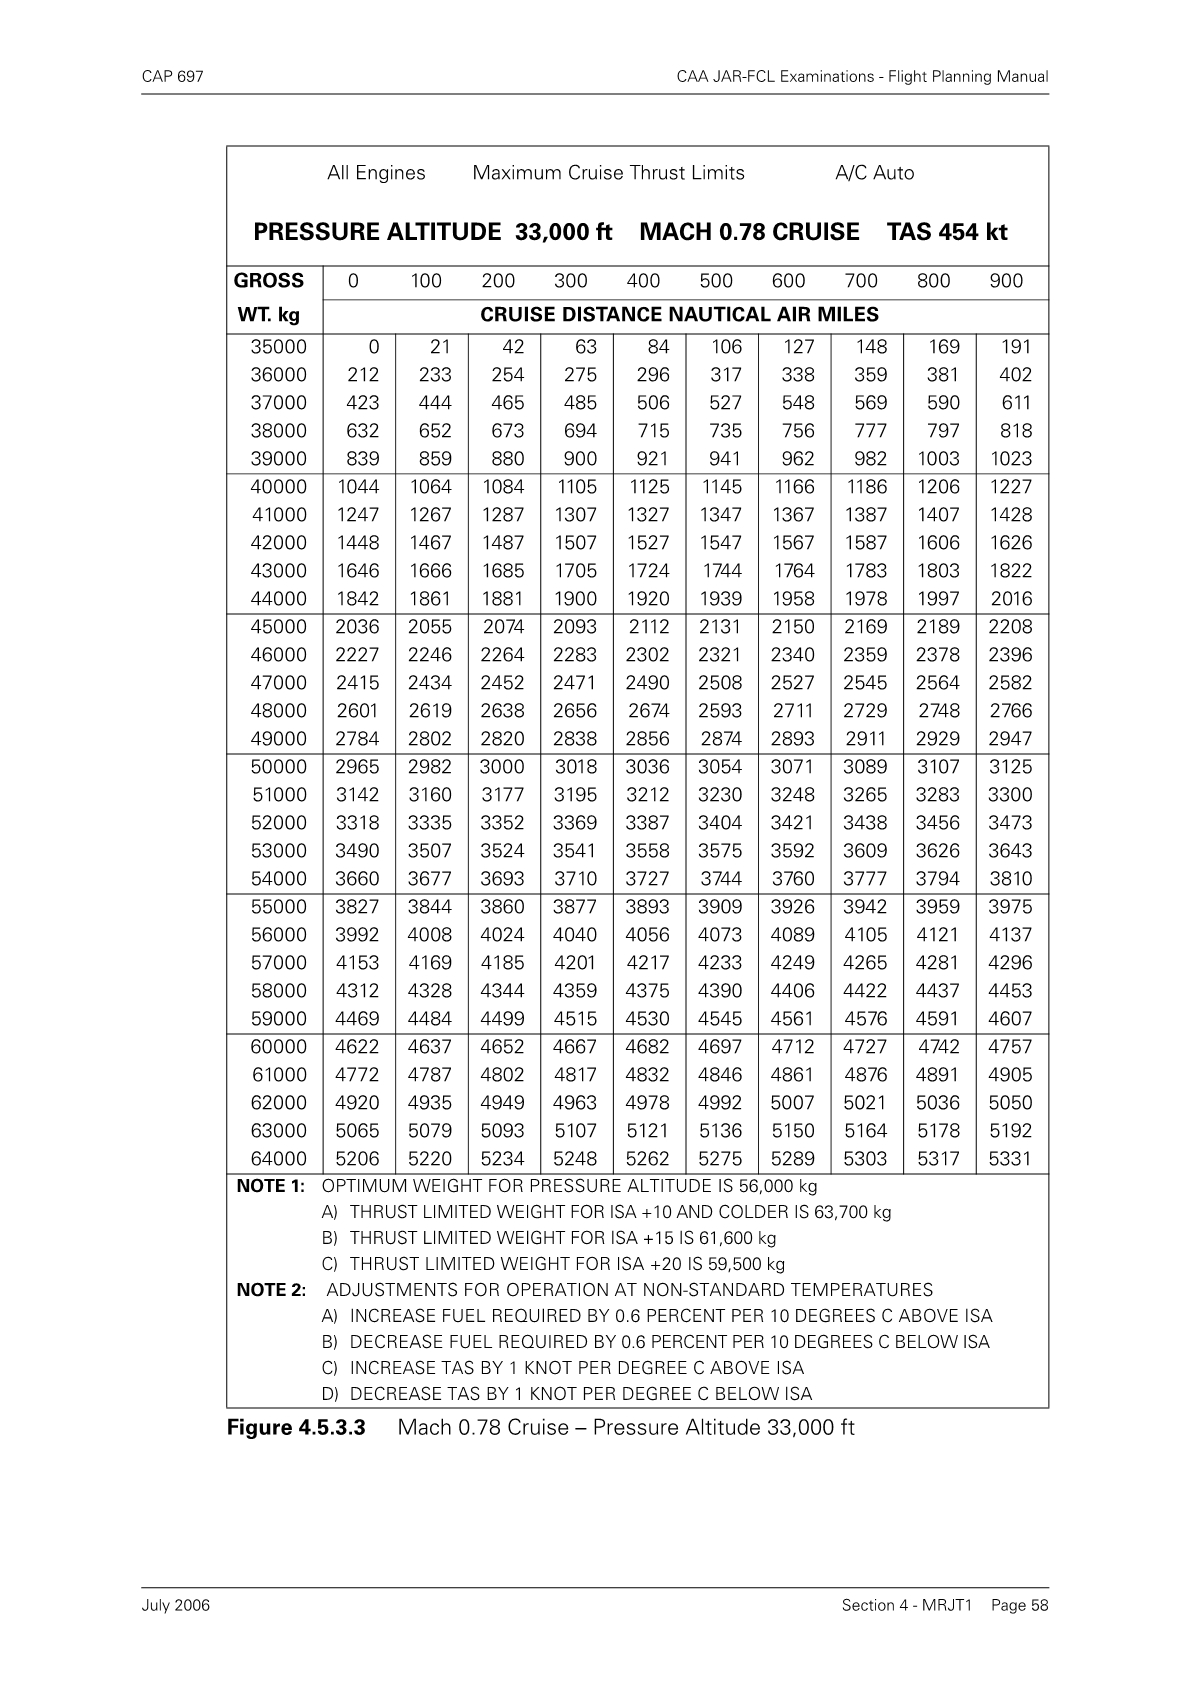 CAP 697 CAA JAR-FCL Examinations - Flight Planning Manual
All Engines Maximum Cruise Thrust Limits A/C Auto
PRESSURE ALTITUDE 33,000 ft MACH 0.78 CRUISE TAS 454 kt
GROSS 0 100 200 300 400 500 600 700 800 900
WT. kg CRUISE DISTANCE NAUTICAL AIR MILES
35000 0 21 42 63 84 106 127 148 169 191
36000 212 233 254 275 296 317 338 359 381 402
37000 423 444 465 485 506 527 548 569 590 611
38000 632 652 673 694 715 735 756 777 797 818
39000 839 859 880 900 921 941 962 982 1003 1023
40000 1044 1064 1084 1105 1125 1145 1166 1186 1206 1227
41000 1247 1267 1287 1307 1327 1347 1367 1387 1407 1428
42000 1448 1467 1487 1507 1527 1547 1567 1587 1606 1626
43000 1646 1666 1685 1705 1724 1744 1764 1783 1803 1822
44000 1842 1861 1881 1900 1920 1939 1958 1978 1997 2016
45000 2036 2055 2074 2093 2112 2131 2150 2169 2189 2208
46000 2227 2246 2264 2283 2302 2321 2340 2359 2378 2396
47000 2415 2434 2452 2471 2490 2508 2527 2545 2564 2582
48000 2601 2619 2638 2656 2674 2593 2711 2729 2748 2766
49000 2784 2802 2820 2838 2856 2874 2893 2911 2929 2947
50000 2965 2982 3000 3018 3036 3054 3071 3089 3107 3125
51000 3142 3160 3177 3195 3212 3230 3248 3265 3283 3300
52000 3318 3335 3352 3369 3387 3404 3421 3438 3456 3473
53000 3490 3507 3524 3541 3558 3575 3592 3609 3626 3643
54000 3660 3677 3693 3710 3727 3744 3760 3777 3794 3810
55000 3827 3844 3860 3877 3893 3909 3926 3942 3959 3975
56000 3992 4008 4024 4040 4056 4073 4089 4105 4121 4137
57000 4153 4169 4185 4201 4217 4233 4249 4265 4281 4296
58000 4312 4328 4344 4359 4375 4390 4406 4422 4437 4453
59000 4469 4484 4499 4515 4530 4545 4561 4576 4591 4607
60000 4622 4637 4652 4667 4682 4697 4712 4727 4742 4757
61000 4772 4787 4802 4817 4832 4846 4861 4876 4891 4905
62000 4920 4935 4949 4963 4978 4992 5007 5021 5036 5050
63000 5065 5079 5093 5107 5121 5136 5150 5164 5178 5192
64000 5206 5220 5234 5248 5262 5275 5289 5303 5317 5331
NOTE 1: OPTIMUM WEIGHT FOR PRESSURE ALTITUDE IS 56,000 kg
A) THRUST LIMITED WEIGHT FOR ISA +10 AND COLDER IS 63,700 kg
B) THRUST LIMITED WEIGHT FOR ISA +15 IS 61,600 kg
C) THRUST LIMITED WEIGHT FOR ISA +20 IS 59,500 kg
NOTE 2: ADJUSTMENTS FOR OPERATION AT NON-STANDARD TEMPERATURES
A) INCREASE FUEL REQUIRED BY 0.6 PERCENT PER 10 DEGREES C ABOVE ISA
B) DECREASE FUEL REQUIRED BY 0.6 PERCENT PER 10 DEGREES C BELOW ISA
C) INCREASE TAS BY 1 KNOT PER DEGREE C ABOVE ISA
D) DECREASE TAS BY 1 KNOT PER DEGREE C BELOW ISA
Figure 4.5.3.3 Mach 0.78 Cruise – Pressure Altitude 33,000 ft
July 2006 Section 4 - MRJT1 Page 58